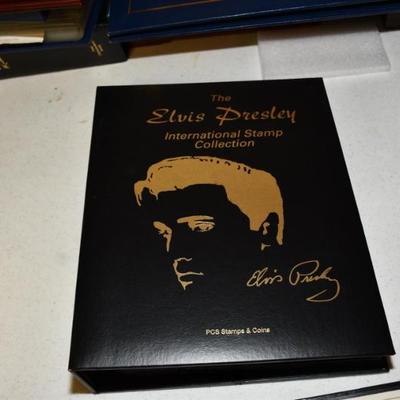 The
Elvis Presley
International Stamp
Collection
Elvis Presley
PCS Stamps & Coins